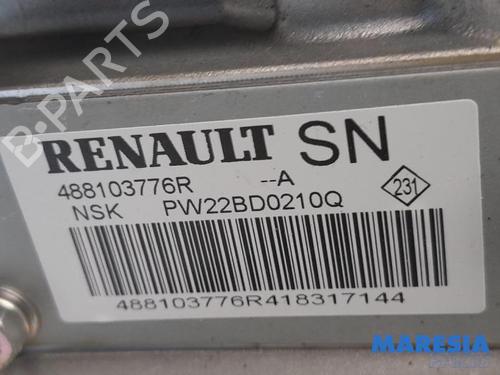 RENAULT SN
488103776R --A
231
NSK PW22BD0210Q
488103776R418317144
B-PARTS
MARESIA